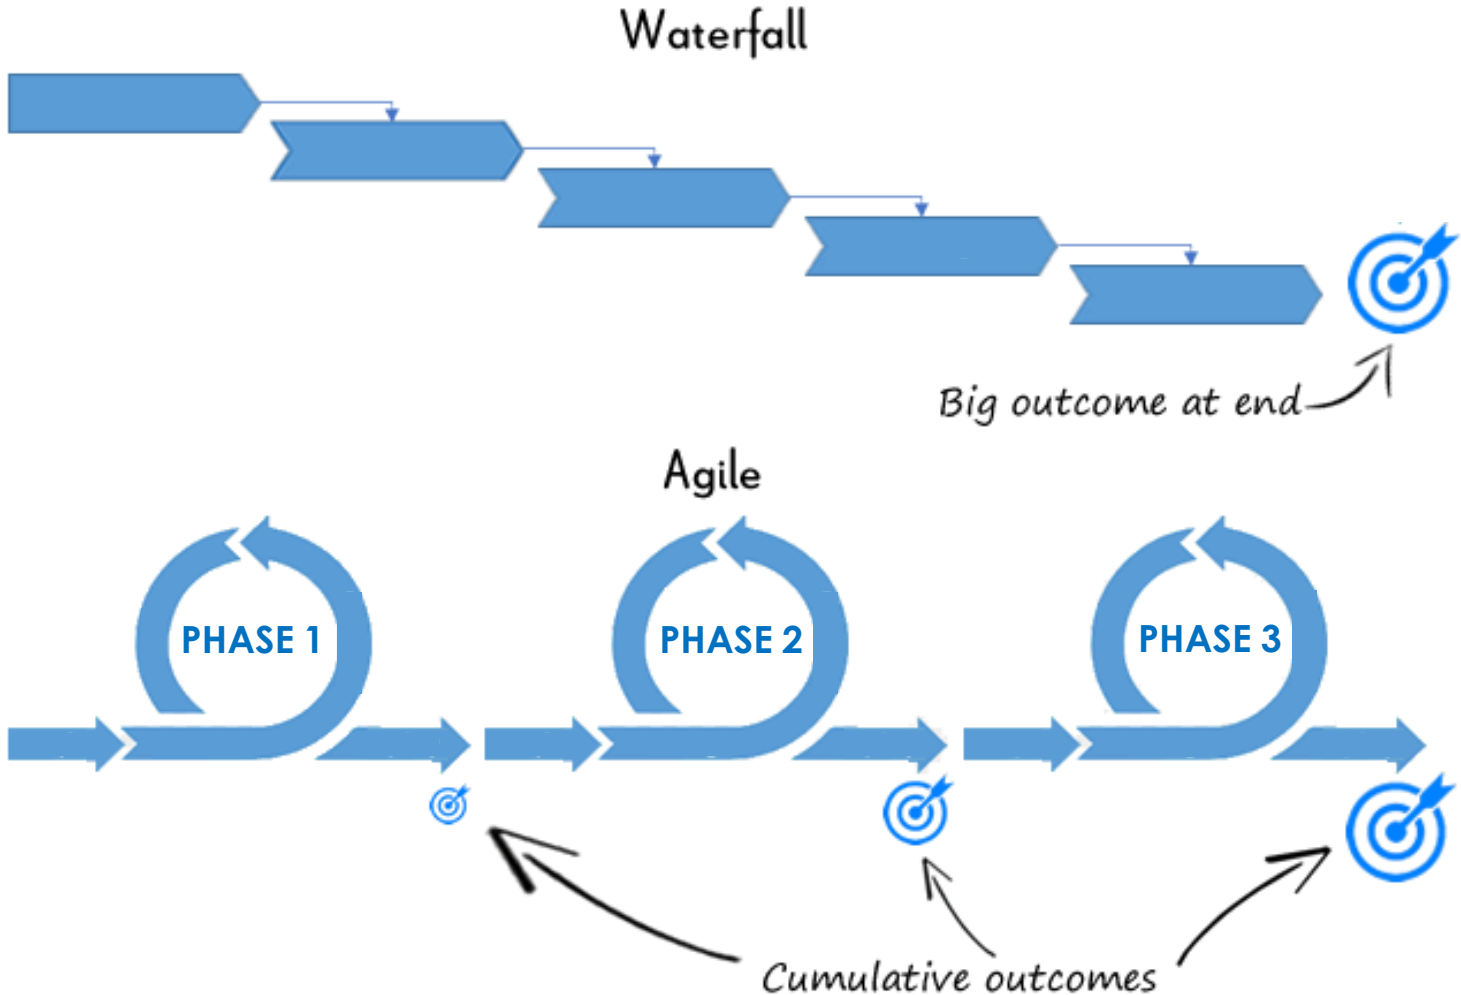 Waterfall
Big outcome at end
Agile
PHASE 1
PHASE 2
PHASE 3
Cumulative outcomes